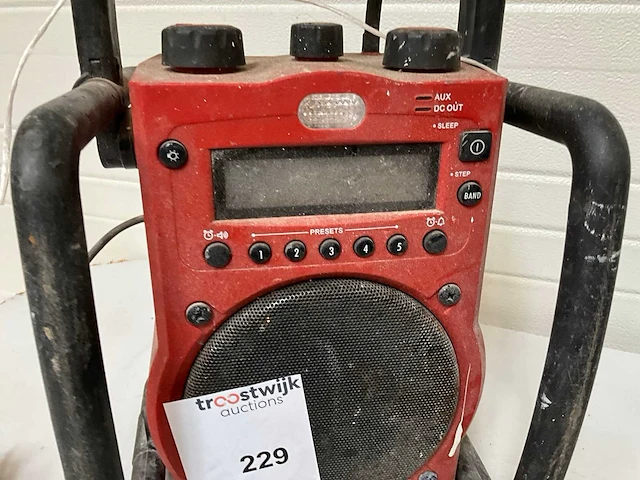 AUX
DC OUT
SLEEP
STEP
BAND
PRESETS
1 2 3 4 5
troostwijk
auctions
229